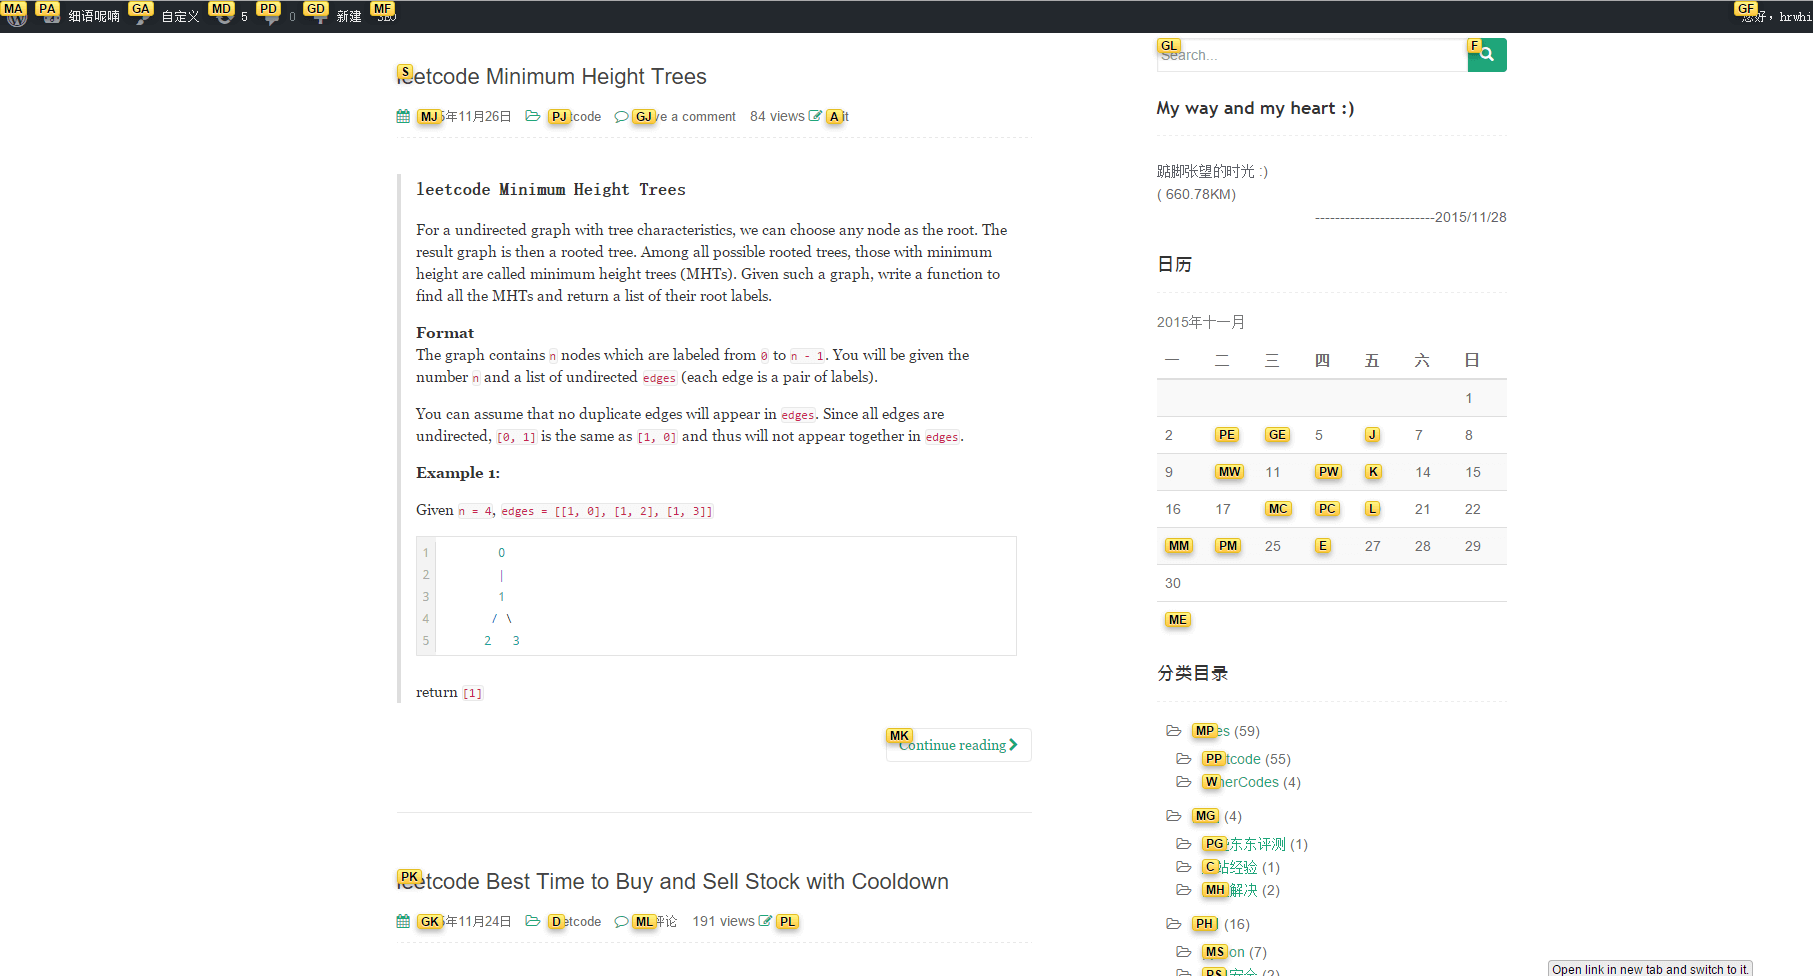 MA PA 细语呢喃 GA 自定义 MD 5 PD 0 GD 新建 MF SEO GF 您好，hrwhi
S leetcode Minimum Height Trees
MJ 5年11月26日 PJ tcode GJ ve a comment 84 views A it
leetcode Minimum Height Trees
For a undirected graph with tree characteristics, we can choose any node as the root. The
result graph is then a rooted tree. Among all possible rooted trees, those with minimum
height are called minimum height trees (MHTs). Given such a graph, write a function to
find all the MHTs and return a list of their root labels.
Format
The graph contains n nodes which are labeled from 0 to n - 1. You will be given the
number n and a list of undirected edges (each edge is a pair of labels).
You can assume that no duplicate edges will appear in edges. Since all edges are
undirected, [0, 1] is the same as [1, 0] and thus will not appear together in edges.
Example 1:
Given n = 4, edges = [[1, 0], [1, 2], [1, 3]]
1 0
2 |
3 1
4 / \
5 2 3
return [1]
MK Continue reading
PK leetcode Best Time to Buy and Sell Stock with Cooldown
GK 5年11月24日 D etcode ML 评论 191 views PL
GL Search... F
My way and my heart :)
踮脚张望的时光 :)
( 660.78KM)
------------------------2015/11/28
日历
2015年十一月
一 二 三 四 五 六 日
1
2 PE GE 5 J 7 8
9 MW 11 PW K 14 15
16 17 MC PC L 21 22
MM PM 25 E 27 28 29
30
ME
分类目录
MP es (59)
PP tcode (55)
W herCodes (4)
MG (4)
PG 东东评测 (1)
C 站经验 (1)
MH 解决 (2)
PH (16)
MS on (7)
PS 安全 (2)
Open link in new tab and switch to it.